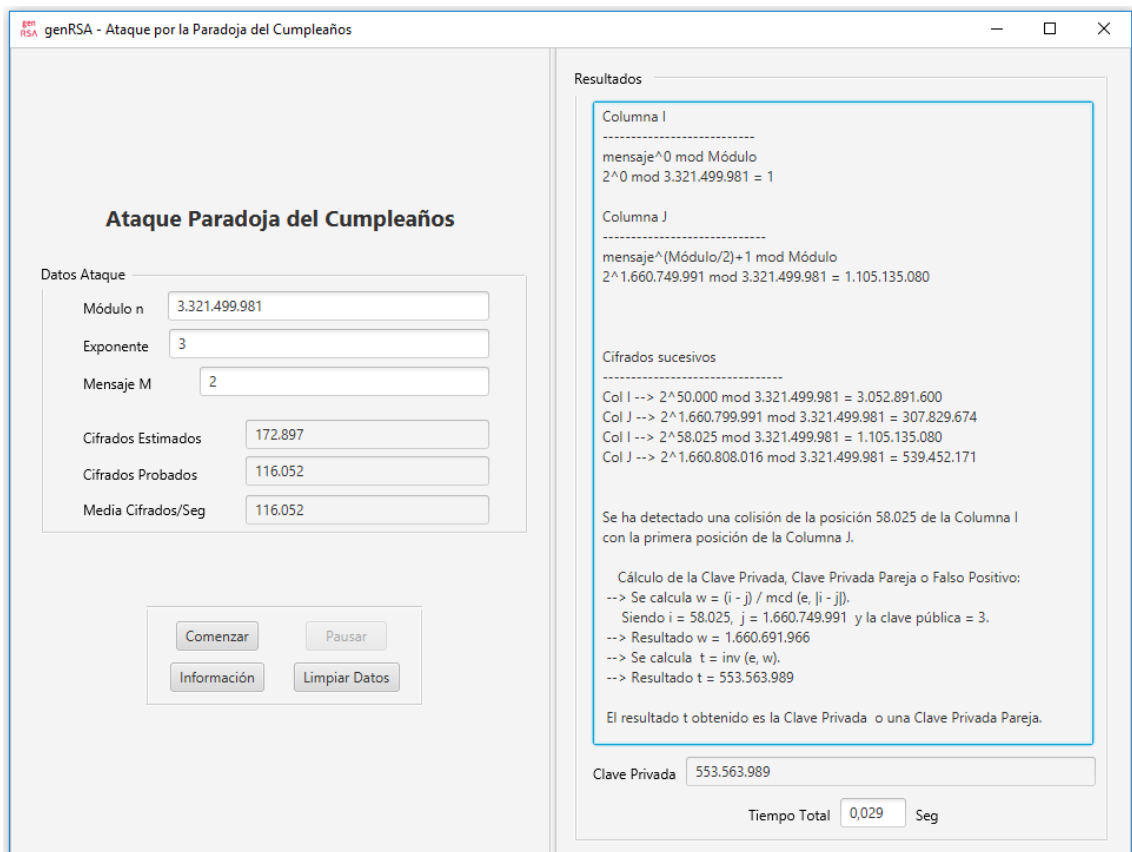 gen
RSA genRSA - Ataque por la Paradoja del Cumpleaños
Ataque Paradoja del Cumpleaños
Datos Ataque
Módulo n 3.321.499.981
Exponente 3
Mensaje M 2
Cifrados Estimados 172.897
Cifrados Probados 116.052
Media Cifrados/Seg 116.052
Comenzar Pausar
Información Limpiar Datos
Resultados
Columna I
---------------------------
mensaje^0 mod Módulo
2^0 mod 3.321.499.981 = 1
Columna J
-----------------------------
mensaje^(Módulo/2)+1 mod Módulo
2^1.660.749.991 mod 3.321.499.981 = 1.105.135.080
Cifrados sucesivos
--------------------------------
Col I --> 2^50.000 mod 3.321.499.981 = 3.052.891.600
Col J --> 2^1.660.799.991 mod 3.321.499.981 = 307.829.674
Col I --> 2^58.025 mod 3.321.499.981 = 1.105.135.080
Col J --> 2^1.660.808.016 mod 3.321.499.981 = 539.452.171
Se ha detectado una colisión de la posición 58.025 de la Columna I
con la primera posición de la Columna J.
Cálculo de la Clave Privada, Clave Privada Pareja o Falso Positivo:
--> Se calcula w = (i - j) / mcd (e, |i - j|).
Siendo i = 58.025, j = 1.660.749.991 y la clave pública = 3.
--> Resultado w = 1.660.691.966
--> Se calcula t = inv (e, w).
--> Resultado t = 553.563.989
El resultado t obtenido es la Clave Privada o una Clave Privada Pareja.
Clave Privada 553.563.989
Tiempo Total 0,029 Seg